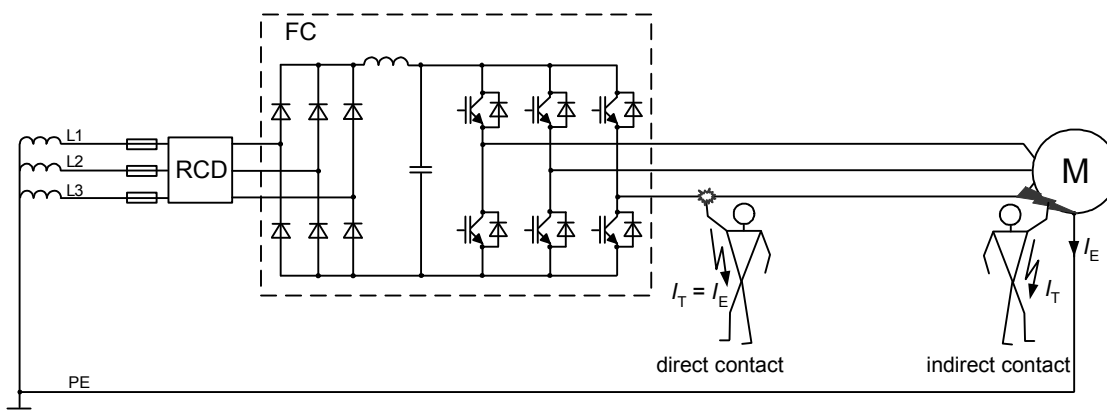 FC
L1
L2
L3
RCD
M
I_E
I_T = I_E
I_T
direct contact
indirect contact
PE